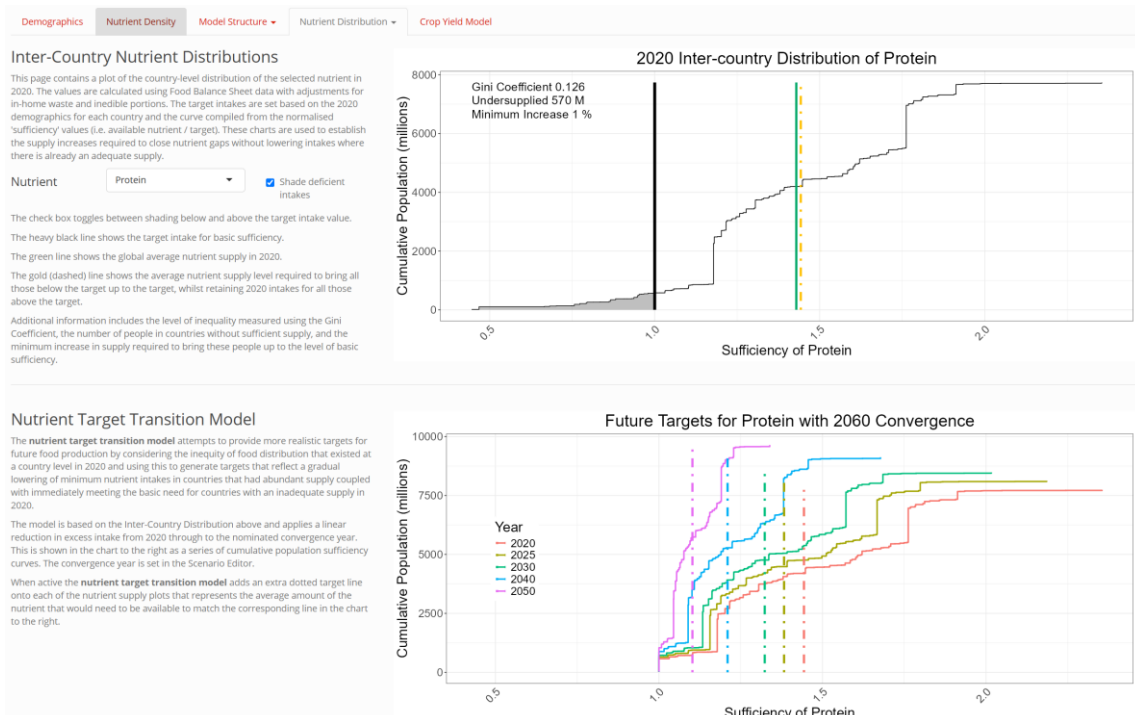 Demographics
Nutrient Density
Model Structure
Nutrient Distribution
Crop Yield Model
Inter-Country Nutrient Distributions
This page contains a plot of the country-level distribution of the selected nutrient in
2020. The values are calculated using Food Balance Sheet data with adjustments for
in-home waste and inedible portions. The target intakes are set based on the 2020
demographics for each country and the curve compiled from the normalised
'sufficiency' values (i.e. available nutrient / target). These charts are used to establish
the supply increases required to close nutrient gaps without lowering intakes where
there is already an adequate supply.
Nutrient
Protein
Shade deficient
intakes
The check box toggles between shading below and above the target intake value.
The heavy black line shows the target intake for basic sufficiency.
The green line shows the global average nutrient supply in 2020.
The gold (dashed) line shows the average nutrient supply level required to bring all
those below the target up to the target, whilst retaining 2020 intakes for all those
above the target.
Additional information includes the level of inequality measured using the Gini
Coefficient, the number of people in countries without sufficient supply, and the
minimum increase in supply required to bring these people up to the level of basic
sufficiency.
2020 Inter-country Distribution of Protein
Gini Coefficient 0.126
Undersupplied 570 M
Minimum Increase 1 %
Cumulative Population (millions)
8000
6000
4000
2000
0
0.5
1.0
1.5
2.0
Sufficiency of Protein
Nutrient Target Transition Model
The nutrient target transition model attempts to provide more realistic targets for
future food production by considering the inequity of food distribution that existed at
a country level in 2020 and using this to generate targets that reflect a gradual
lowering of minimum nutrient intakes in countries that had abundant supply coupled
with immediately meeting the basic need for countries with an inadequate supply in
2020.
The model is based on the Inter-Country Distribution above and applies a linear
reduction in excess intake from 2020 through to the nominated convergence year.
This is shown in the chart to the right as a series of cumulative population sufficiency
curves. The convergence year is set in the Scenario Editor.
When active the nutrient target transition model adds an extra dotted target line
onto each of the nutrient supply plots that represents the average amount of the
nutrient that would need to be available to match the corresponding line in the chart
to the right.
Future Targets for Protein with 2060 Convergence
Cumulative Population (millions)
10000
7500
5000
2500
0
Year
2020
2025
2030
2040
2050
0.5
1.0
1.5
2.0
Sufficiency of Protein